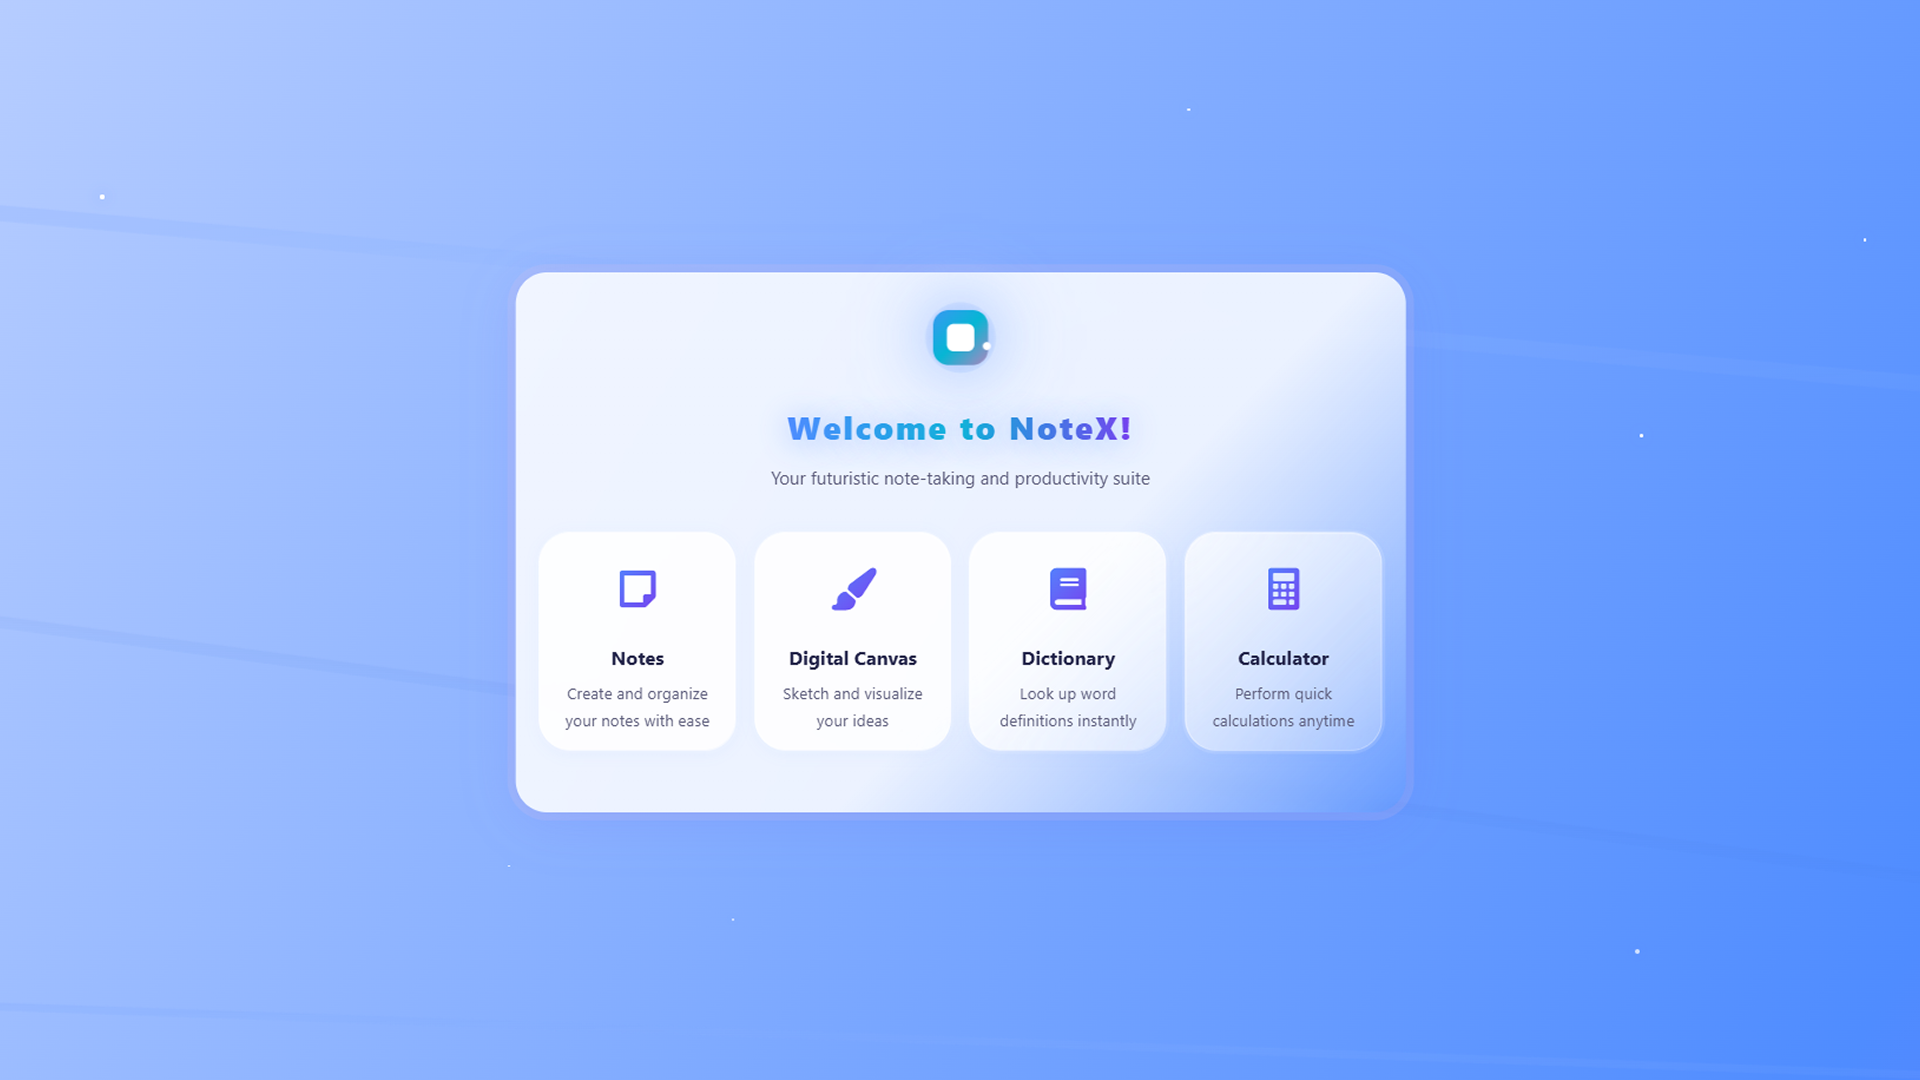 Welcome to NoteX!
Your futuristic note-taking and productivity suite
Notes
Create and organize
your notes with ease
Digital Canvas
Sketch and visualize
your ideas
Dictionary
Look up word
definitions instantly
Calculator
Perform quick
calculations anytime